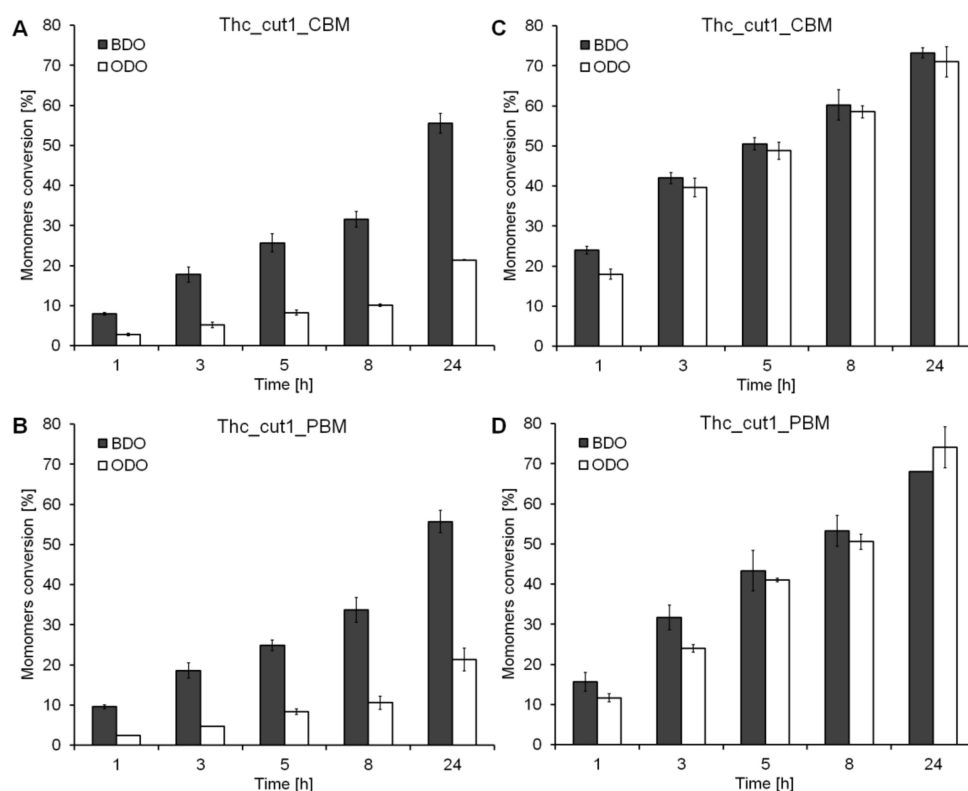 A
Thc_cut1_CBM
BDO
ODO
Momomers conversion [%]
80
70
60
50
40
30
20
10
0
1 3 5 8 24
Time [h]
C
Thc_cut1_CBM
BDO
ODO
Momomers conversion [%]
80
70
60
50
40
30
20
10
0
1 3 5 8 24
Time [h]
B
Thc_cut1_PBM
BDO
ODO
Momomers conversion [%]
80
70
60
50
40
30
20
10
0
1 3 5 8 24
Time [h]
D
Thc_cut1_PBM
BDO
ODO
Momomers conversion [%]
80
70
60
50
40
30
20
10
0
1 3 5 8 24
Time [h]